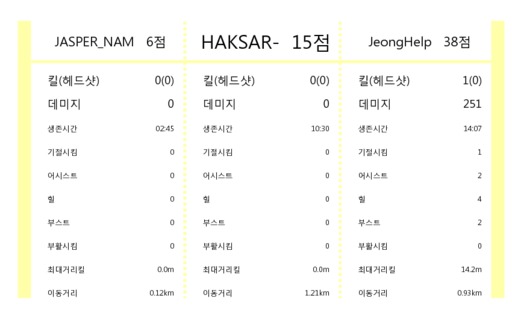 JASPER_NAM 6점 HAKSAR- 15점 JeongHelp 38점
킬(헤드샷) 0(0) 킬(헤드샷) 0(0) 킬(헤드샷) 1(0)
데미지 0 데미지 0 데미지 251
생존시간 02:45 생존시간 10:30 생존시간 14:07
기절시킴 0 기절시킴 0 기절시킴 1
어시스트 0 어시스트 0 어시스트 2
힐 0 힐 0 힐 4
부스트 0 부스트 0 부스트 2
부활시킴 0 부활시킴 0 부활시킴 0
최대거리킬 0.0m 최대거리킬 0.0m 최대거리킬 14.2m
이동거리 0.12km 이동거리 1.21km 이동거리 0.93km